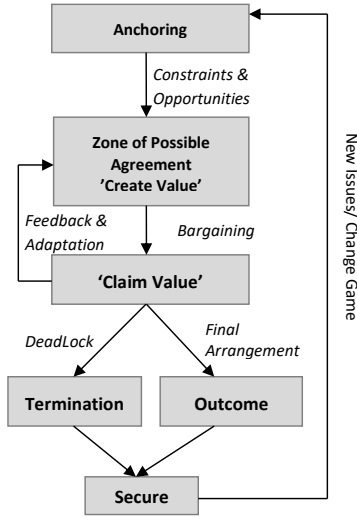 Anchoring
Constraints &
Opportunities
Zone of Possible
Agreement
’Create Value’
Feedback &
Adaptation
Bargaining
‘Claim Value’
DeadLock
Final
Arrangement
Termination
Outcome
Secure
New Issues/ Change Game